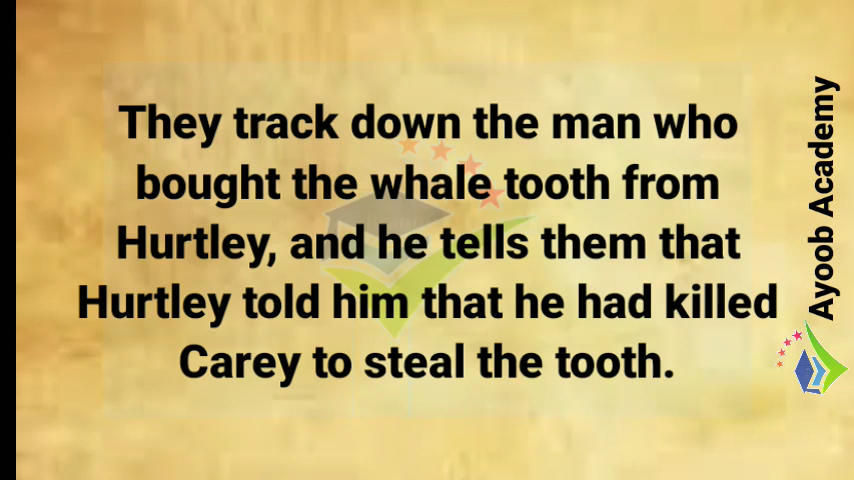 They track down the man who
bought the whale tooth from
Hurtley, and he tells them that
Hurtley told him that he had killed
Carey to steal the tooth.
Ayoob Academy